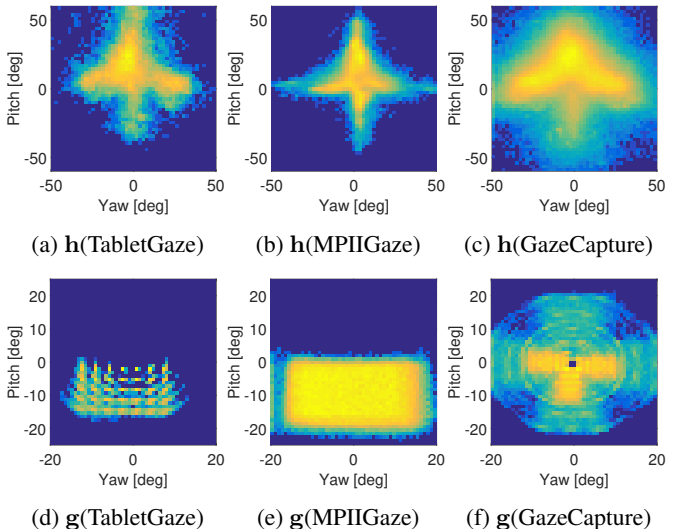 Pitch [deg]
50
0
-50
-50 0 50
Yaw [deg]
Pitch [deg]
50
0
-50
-50 0 50
Yaw [deg]
Pitch [deg]
50
0
-50
-50 0 50
Yaw [deg]
(a) h(TabletGaze) (b) h(MPIIGaze) (c) h(GazeCapture)
Pitch [deg]
20
10
0
-10
-20
-20 0 20
Yaw [deg]
Pitch [deg]
20
10
0
-10
-20
-20 0 20
Yaw [deg]
Pitch [deg]
20
10
0
-10
-20
-20 0 20
Yaw [deg]
(d) g(TabletGaze) (e) g(MPIIGaze) (f) g(GazeCapture)